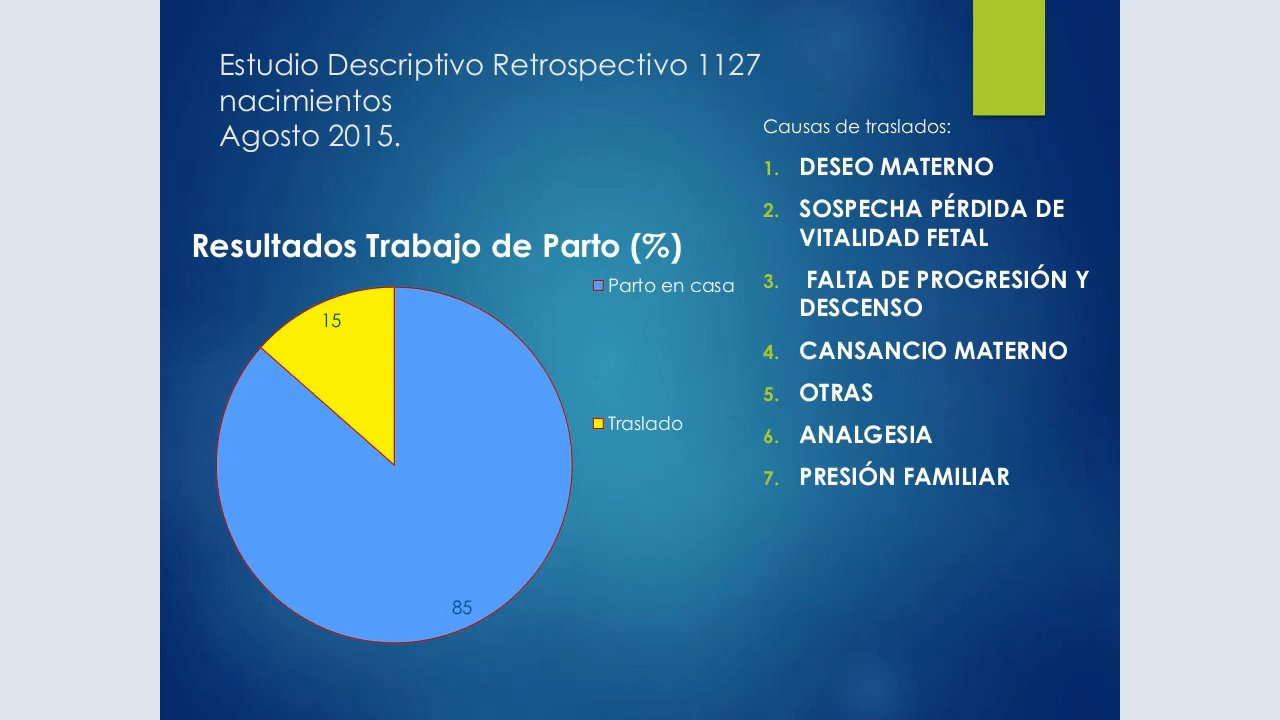 Estudio Descriptivo Retrospectivo 1127
nacimientos
Agosto 2015.
Resultados Trabajo de Parto (%)
Parto en casa
Traslado
15
85
Causas de traslados:
1. DESEO MATERNO
2. SOSPECHA PÉRDIDA DE
VITALIDAD FETAL
3. FALTA DE PROGRESIÓN Y
DESCENSO
4. CANSANCIO MATERNO
5. OTRAS
6. ANALGESIA
7. PRESIÓN FAMILIAR